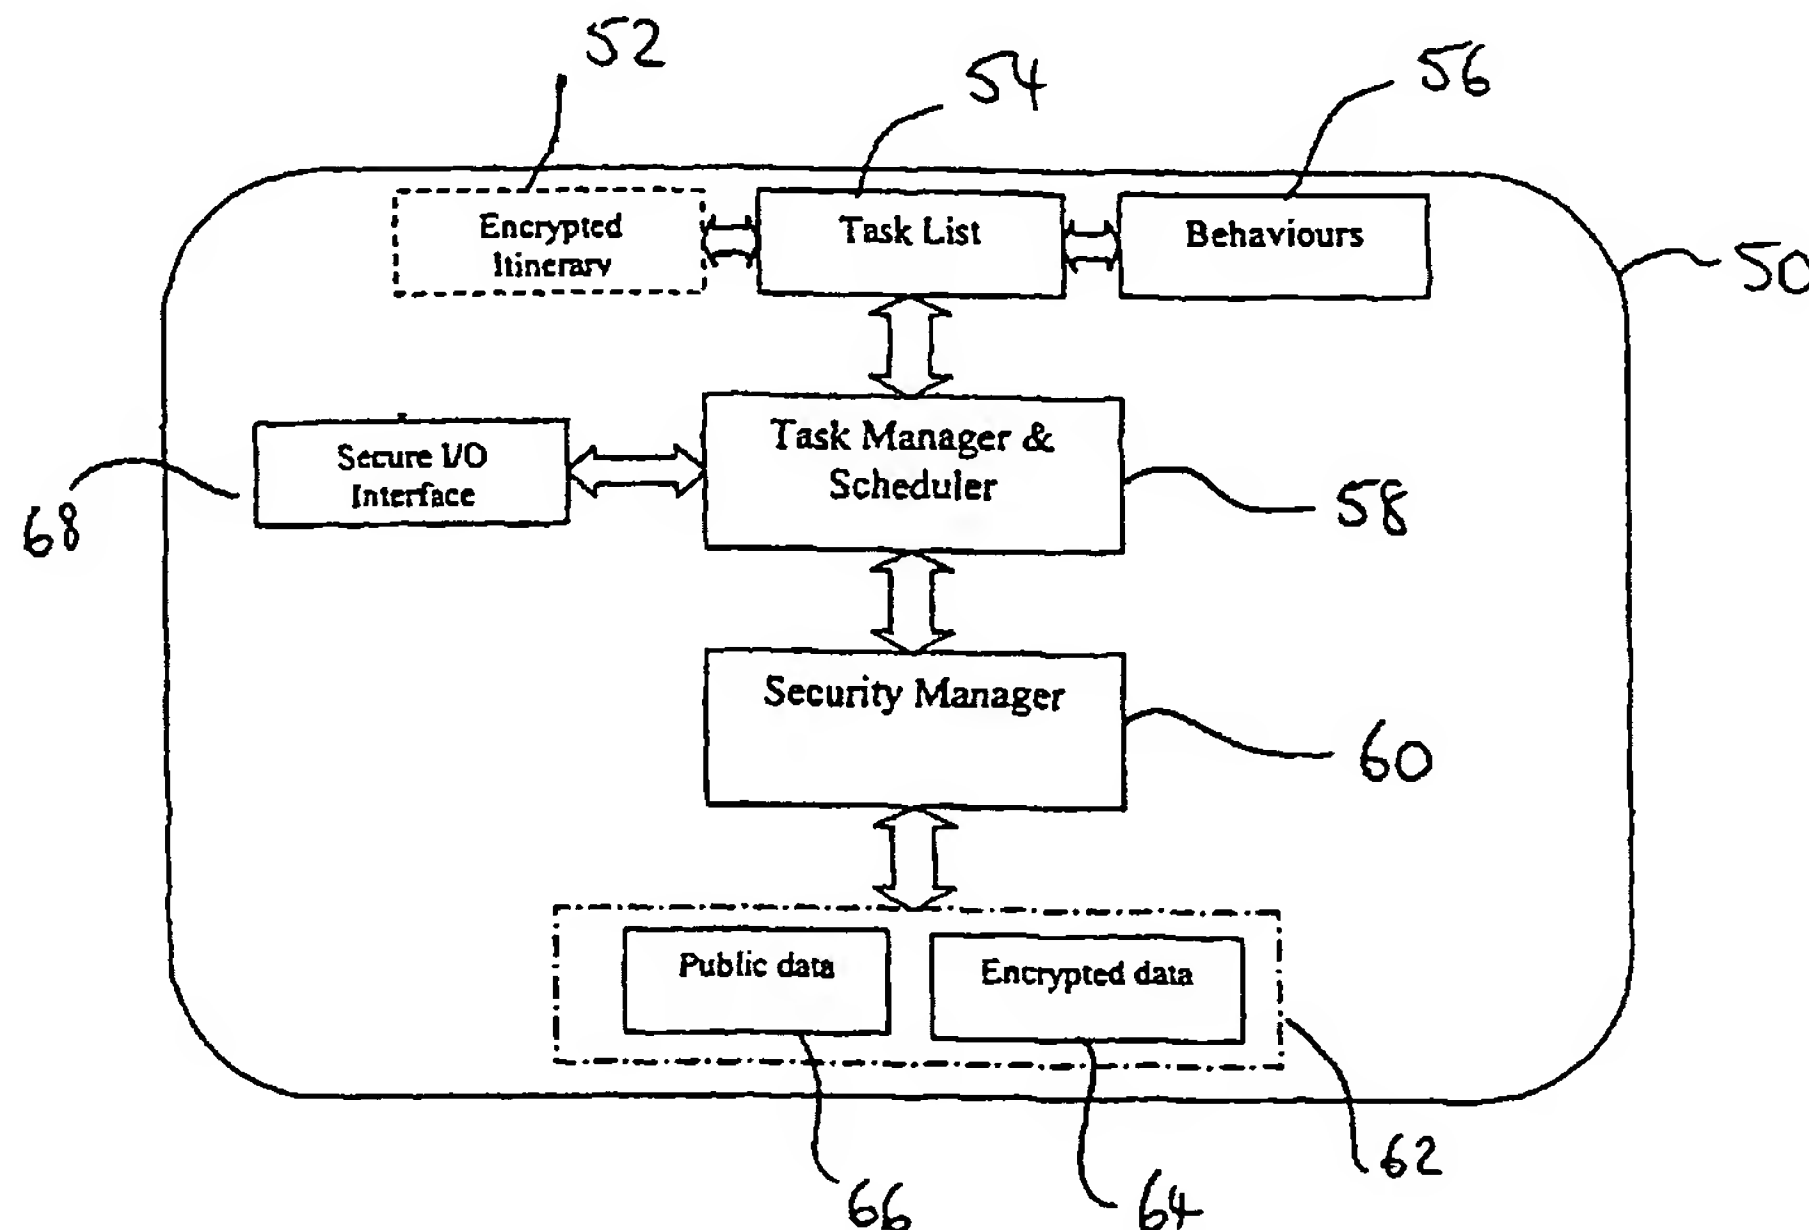 52
54
56
Encrypted
Itinerary
Task List
Behaviours
50
Secure I/O
Interface
Task Manager &
Scheduler
68
58
Security Manager
60
Public data
Encrypted data
62
66
64